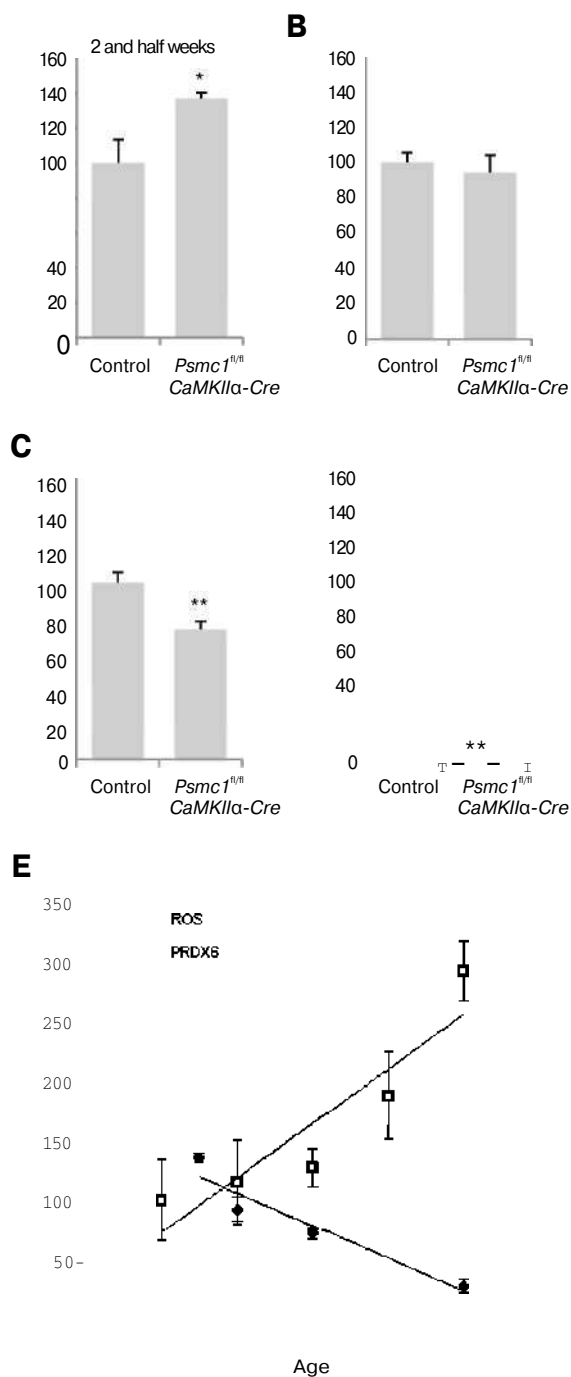 2 and half weeks
160
140
120
100
40
20
0
*
Control
Psmc1fl/fl
CaMKIIα-Cre
B
160
140
120
100
80
60
40
20
0
Control
Psmc1fl/fl
CaMKIIα-Cre
C
160
140
120
100
80
60
40
20
0
**
Control
Psmc1fl/fl
CaMKIIα-Cre
160
140
120
100
80
60
40
0
**
Control
Psmc1fl/fl
CaMKIIα-Cre
E
350
300
250
200
150
100
50–
ROS
PRDX6
Age